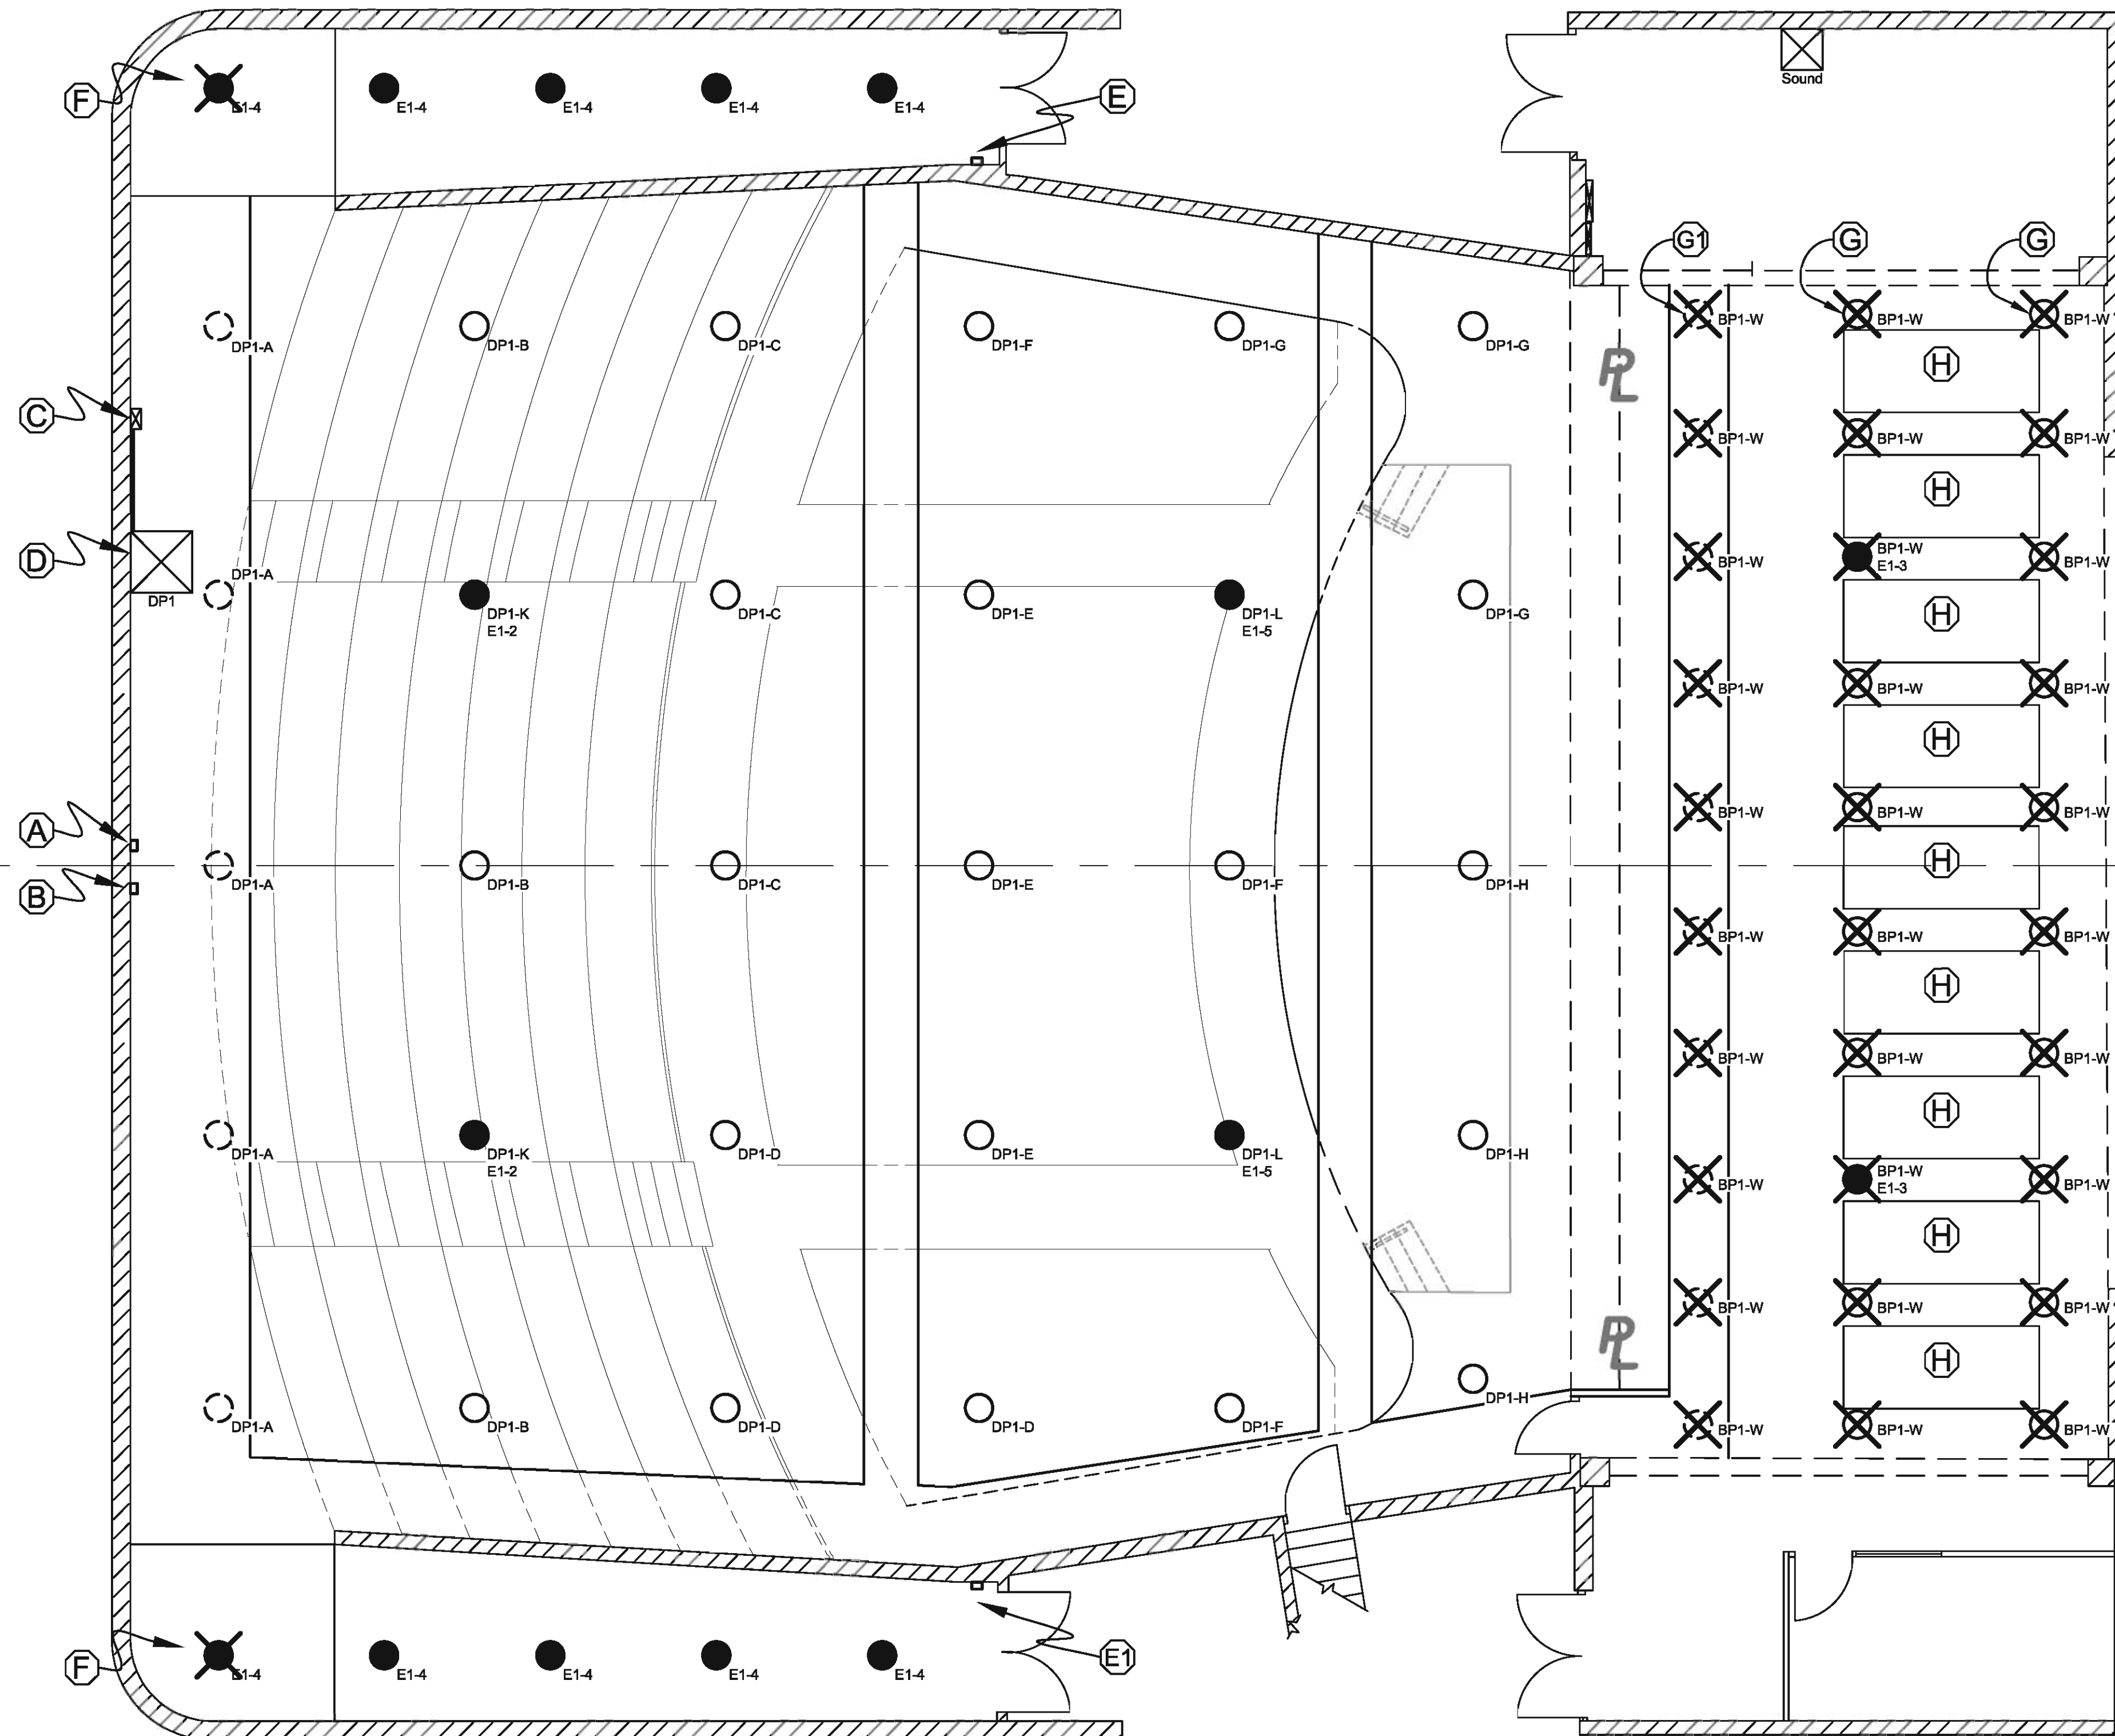 Sound
F
E1-4
E1-4
E1-4
E1-4
E1-4
E
G1
G
G
BP1-W
BP1-W
BP1-W
DP1-A
DP1-B
DP1-C
DP1-F
DP1-G
DP1-G
H
PL
C
BP1-W
BP1-W
BP1-W
H
D
DP1
DP1-A
BP1-W
BP1-W
E1-3
BP1-W
DP1-K
E1-2
DP1-C
DP1-E
DP1-L
E1-5
DP1-G
H
BP1-W
BP1-W
BP1-W
H
A
BP1-W
BP1-W
BP1-W
B
DP1-A
DP1-B
DP1-C
DP1-E
DP1-F
DP1-H
H
BP1-W
BP1-W
BP1-W
H
BP1-W
BP1-W
BP1-W
H
DP1-A
DP1-K
E1-2
DP1-D
DP1-E
DP1-L
E1-5
DP1-H
BP1-W
BP1-W
E1-3
BP1-W
H
BP1-W
BP1-W
BP1-W
PL
H
DP1-A
DP1-B
DP1-D
DP1-D
DP1-F
DP1-H
BP1-W
BP1-W
BP1-W
F
E1-4
E1-4
E1-4
E1-4
E1-4
E1